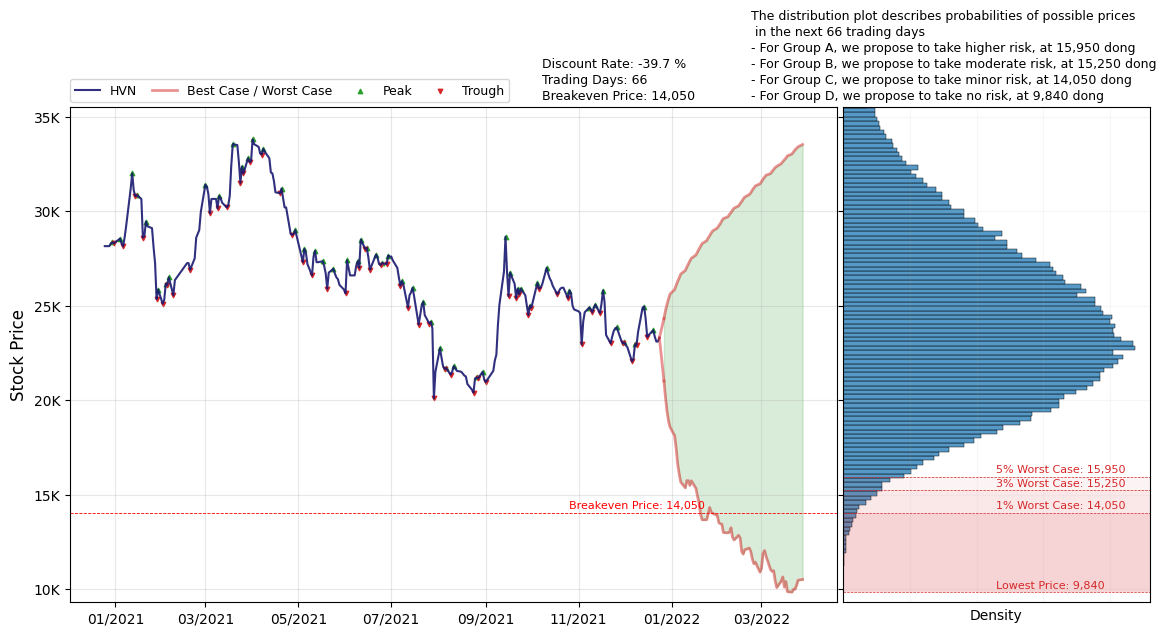 The distribution plot describes probabilities of possible prices
in the next 66 trading days
- For Group A, we propose to take higher risk, at 15,950 dong
- For Group B, we propose to take moderate risk, at 15,250 dong
- For Group C, we propose to take minor risk, at 14,050 dong
- For Group D, we propose to take no risk, at 9,840 dong
Discount Rate: -39.7 %
Trading Days: 66
Breakeven Price: 14,050
HVN
Best Case / Worst Case
Peak
Trough
Stock Price
35K
30K
25K
20K
15K
10K
Breakeven Price: 14,050
5% Worst Case: 15,950
3% Worst Case: 15,250
1% Worst Case: 14,050
Lowest Price: 9,840
01/2021
03/2021
05/2021
07/2021
09/2021
11/2021
01/2022
03/2022
Density